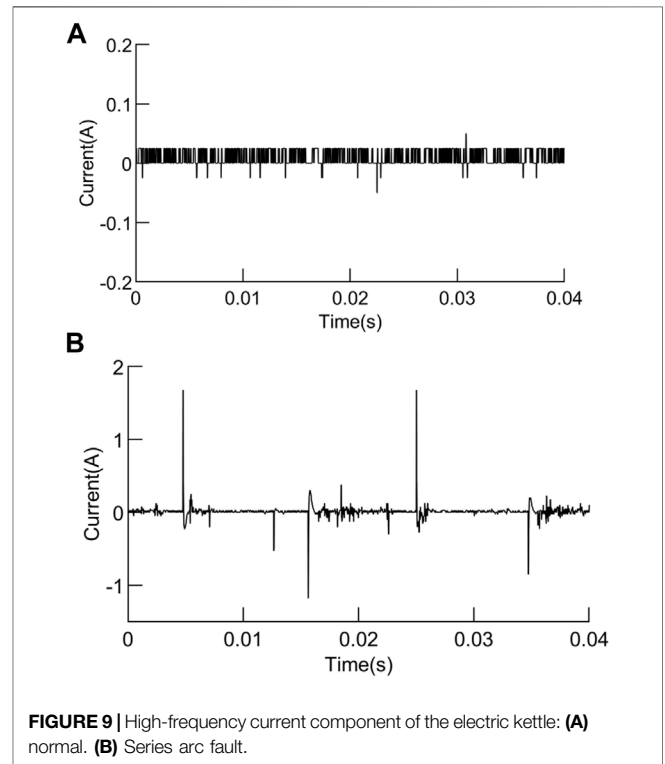 A
0.2
0.1
0
-0.1
-0.2
Current(A)
0 0.01 0.02 0.03 0.04
Time(s)
B
2
1
0
-1
Current(A)
0 0.01 0.02 0.03 0.04
Time(s)
FIGURE 9 | High-frequency current component of the electric kettle: (A)
normal. (B) Series arc fault.